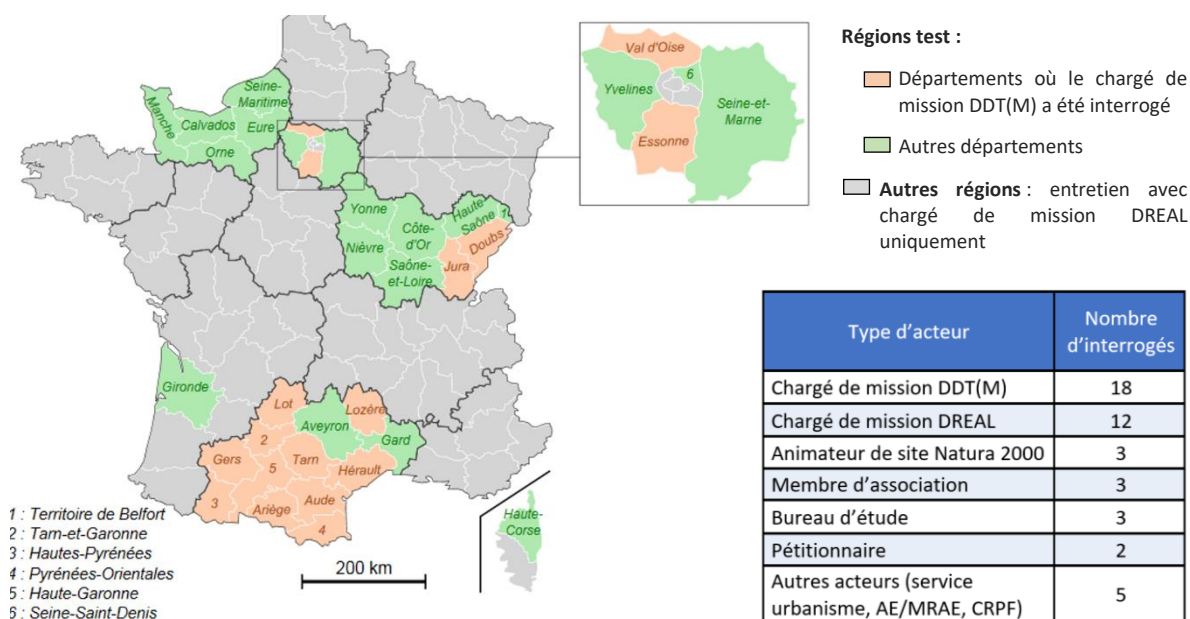 Seine-
Maritime
Manche
Calvados
Eure
Orne
Yonne
Côte-
d'Or
Haute-
Saône
1
Nièvre
Doubs
Saône-
et-Loire
Jura
Gironde
Lot
Lozère
Aveyron
2
Gard
Gers
Tarn
5
Hérault
3
Ariège
Aude
4
Haute-
Corse
200 km
1 : Territoire de Belfort
2 : Tarn-et-Garonne
3 : Hautes-Pyrénées
4 : Pyrénées-Orientales
5 : Haute-Garonne
6 : Seine-Saint-Denis
Val d'Oise
6
Yvelines
Seine-et-
Marne
Essonne
Régions test :
Départements où le chargé de
mission DDT(M) a été interrogé
Autres départements
Autres régions : entretien avec
chargé de mission DREAL
uniquement
Type d'acteur
Nombre
d'interrogés
Chargé de mission DDT(M) 18
Chargé de mission DREAL 12
Animateur de site Natura 2000 3
Membre d'association 3
Bureau d'étude 3
Pétitionnaire 2
Autres acteurs (service
urbanisme, AE/MRAE, CRPF) 5